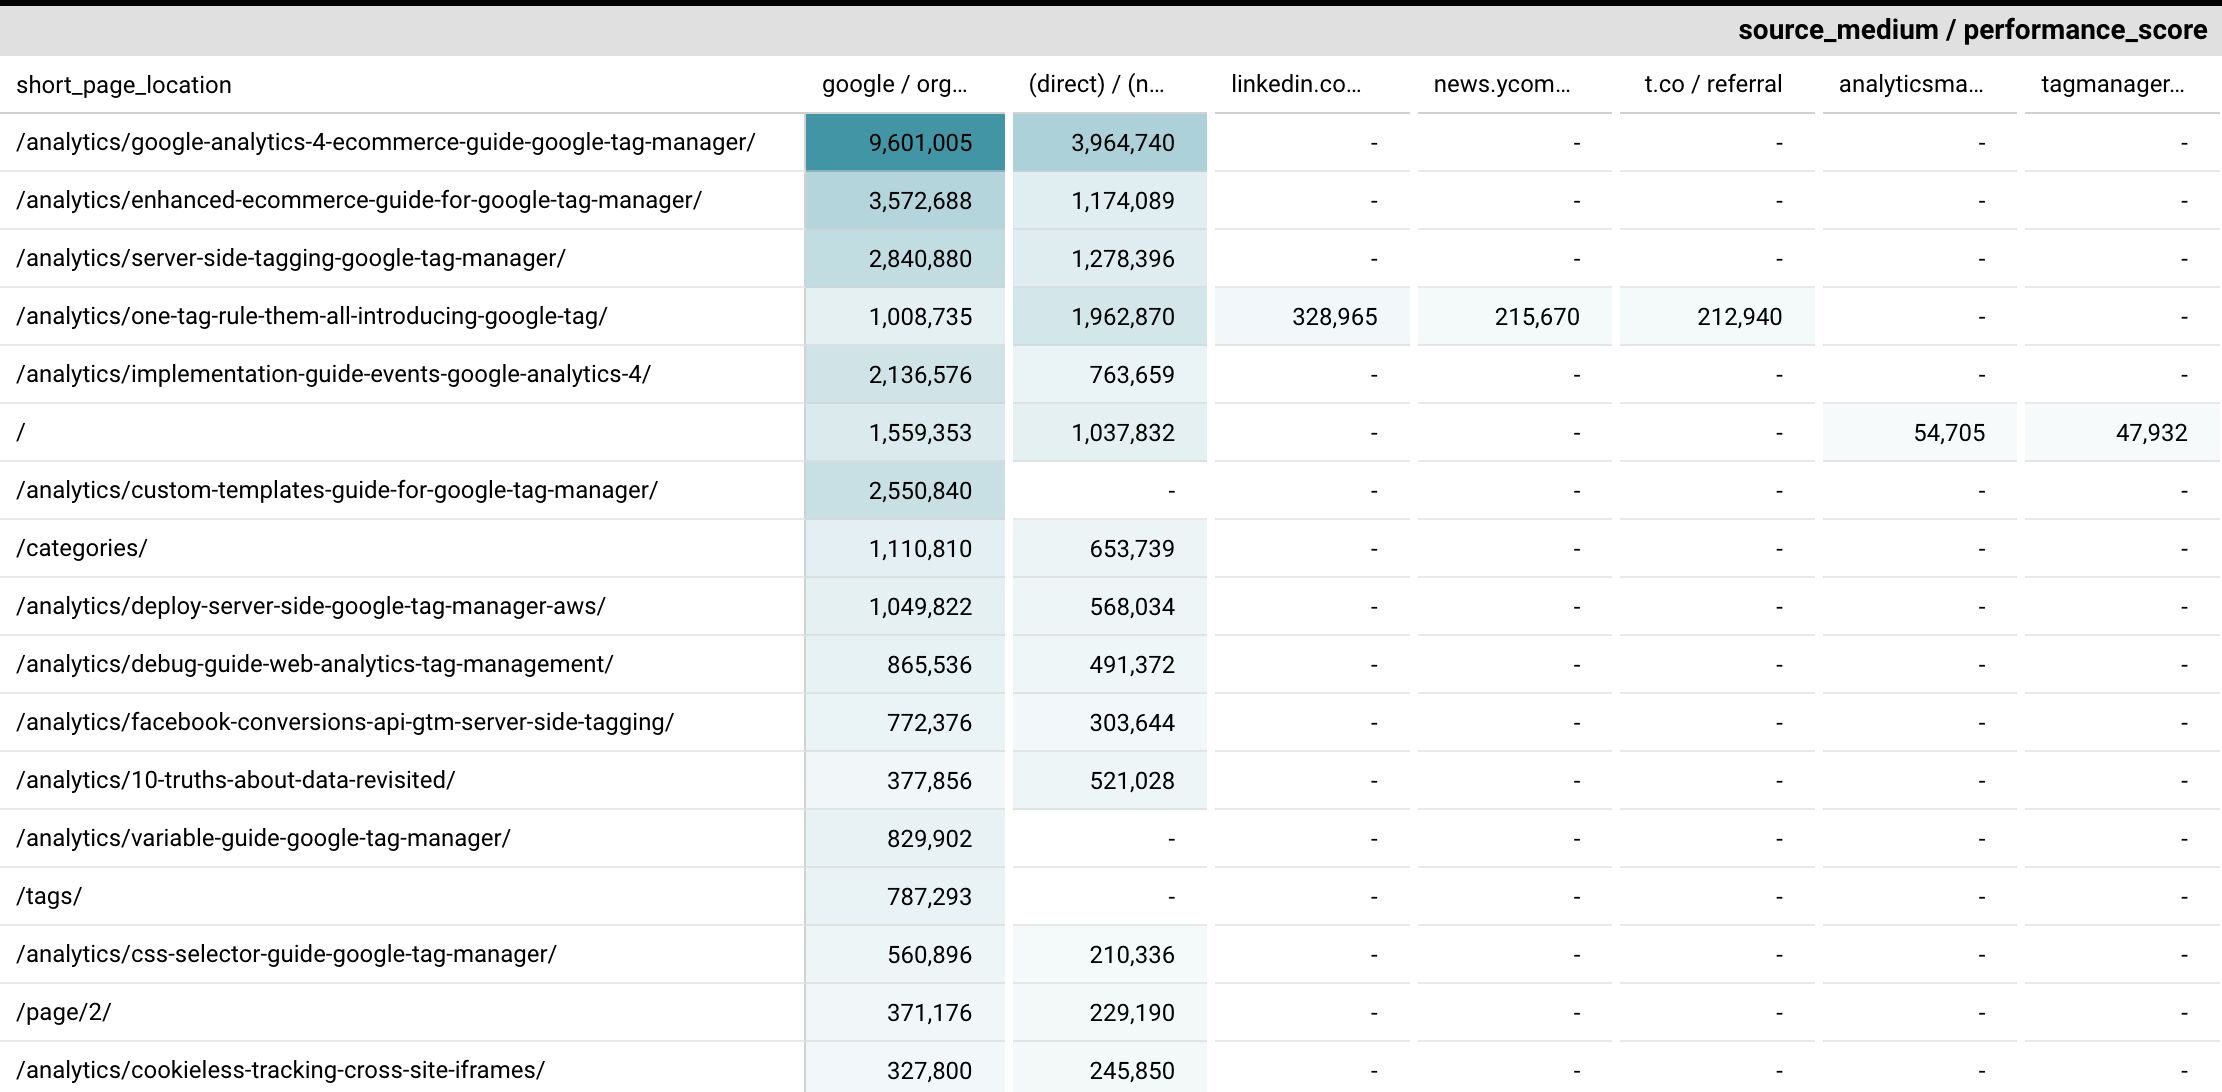 source_medium / performance_score
short_page_location google / org... (direct) / (n... linkedin.co... news.ycom... t.co / referral analyticsma... tagmanager...
/analytics/google-analytics-4-ecommerce-guide-google-tag-manager/ 9,601,005 3,964,740 - - - - -
/analytics/enhanced-ecommerce-guide-for-google-tag-manager/ 3,572,688 1,174,089 - - - - -
/analytics/server-side-tagging-google-tag-manager/ 2,840,880 1,278,396 - - - - -
/analytics/one-tag-rule-them-all-introducing-google-tag/ 1,008,735 1,962,870 328,965 215,670 212,940 - -
/analytics/implementation-guide-events-google-analytics-4/ 2,136,576 763,659 - - - - -
/ 1,559,353 1,037,832 - - - 54,705 47,932
/analytics/custom-templates-guide-for-google-tag-manager/ 2,550,840 - - - - - -
/categories/ 1,110,810 653,739 - - - - -
/analytics/deploy-server-side-google-tag-manager-aws/ 1,049,822 568,034 - - - - -
/analytics/debug-guide-web-analytics-tag-management/ 865,536 491,372 - - - - -
/analytics/facebook-conversions-api-gtm-server-side-tagging/ 772,376 303,644 - - - - -
/analytics/10-truths-about-data-revisited/ 377,856 521,028 - - - - -
/analytics/variable-guide-google-tag-manager/ 829,902 - - - - - -
/tags/ 787,293 - - - - - -
/analytics/css-selector-guide-google-tag-manager/ 560,896 210,336 - - - - -
/page/2/ 371,176 229,190 - - - - -
/analytics/cookieless-tracking-cross-site-iframes/ 327,800 245,850 - - - - -